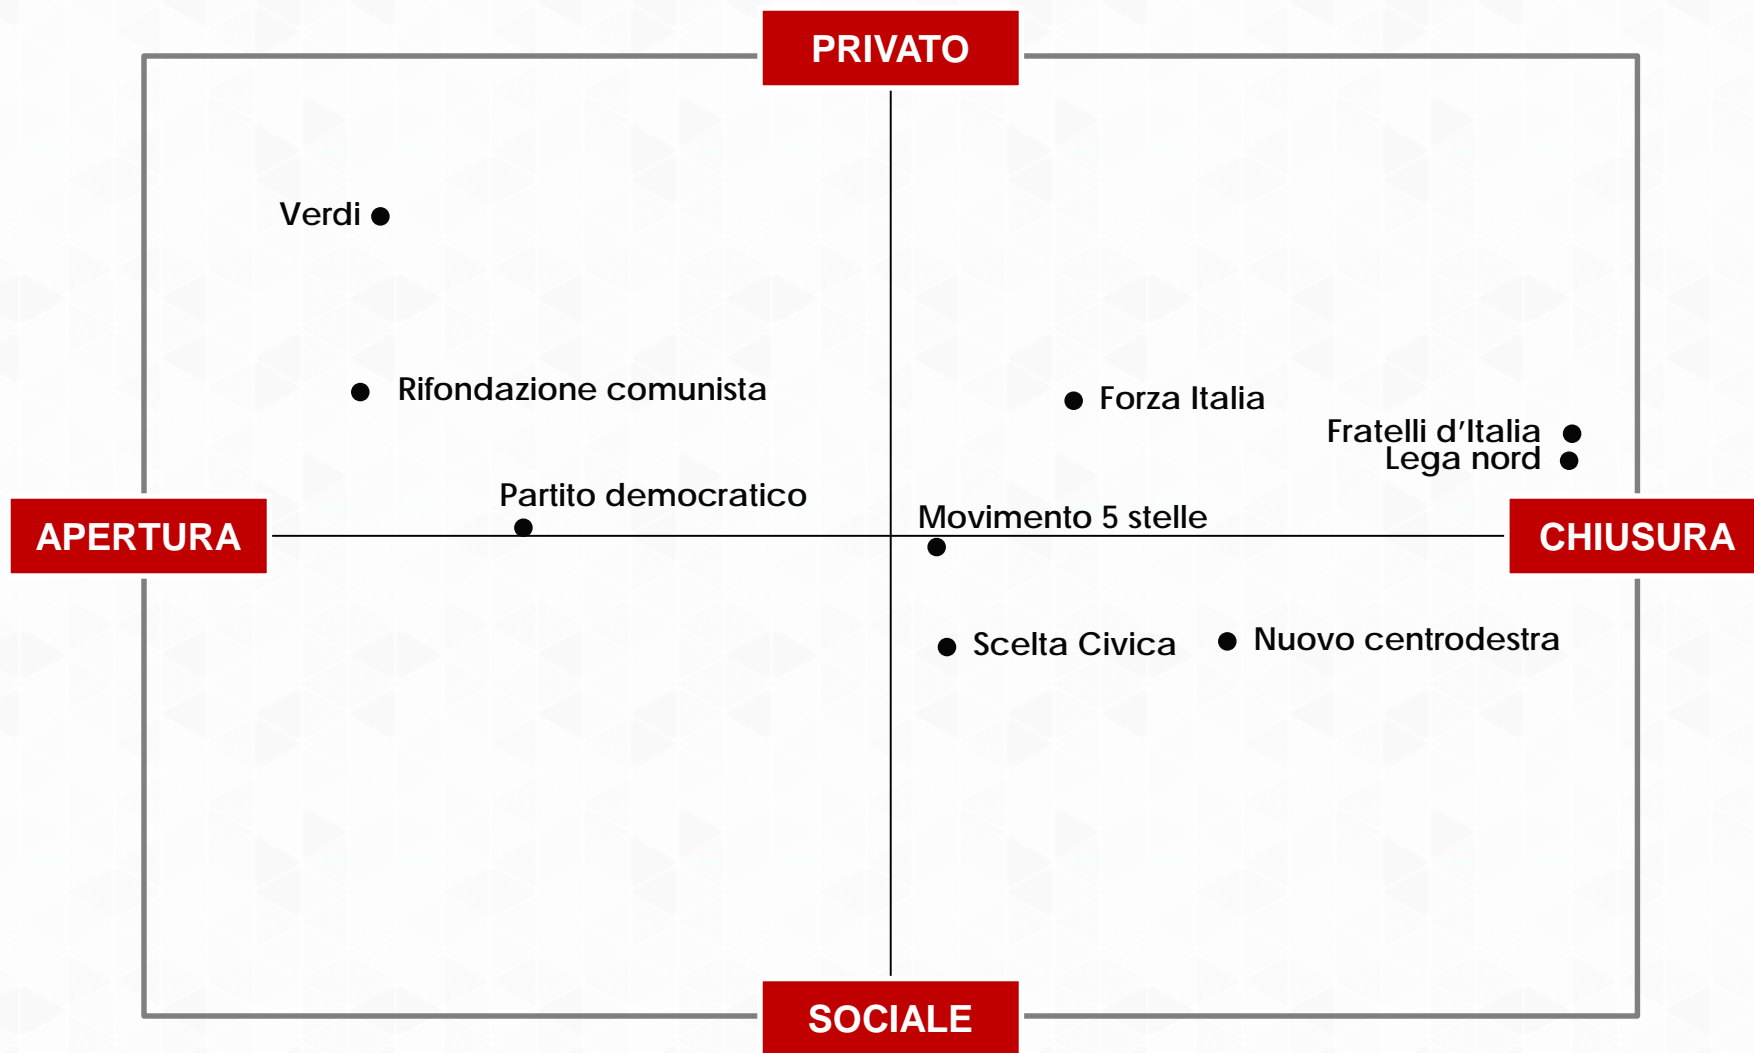 PRIVATO
Verdi
Rifondazione comunista
Forza Italia
Fratelli d'Italia
Lega nord
Partito democratico
Movimento 5 stelle
APERTURA
CHIUSURA
Scelta Civica
Nuovo centrodestra
SOCIALE